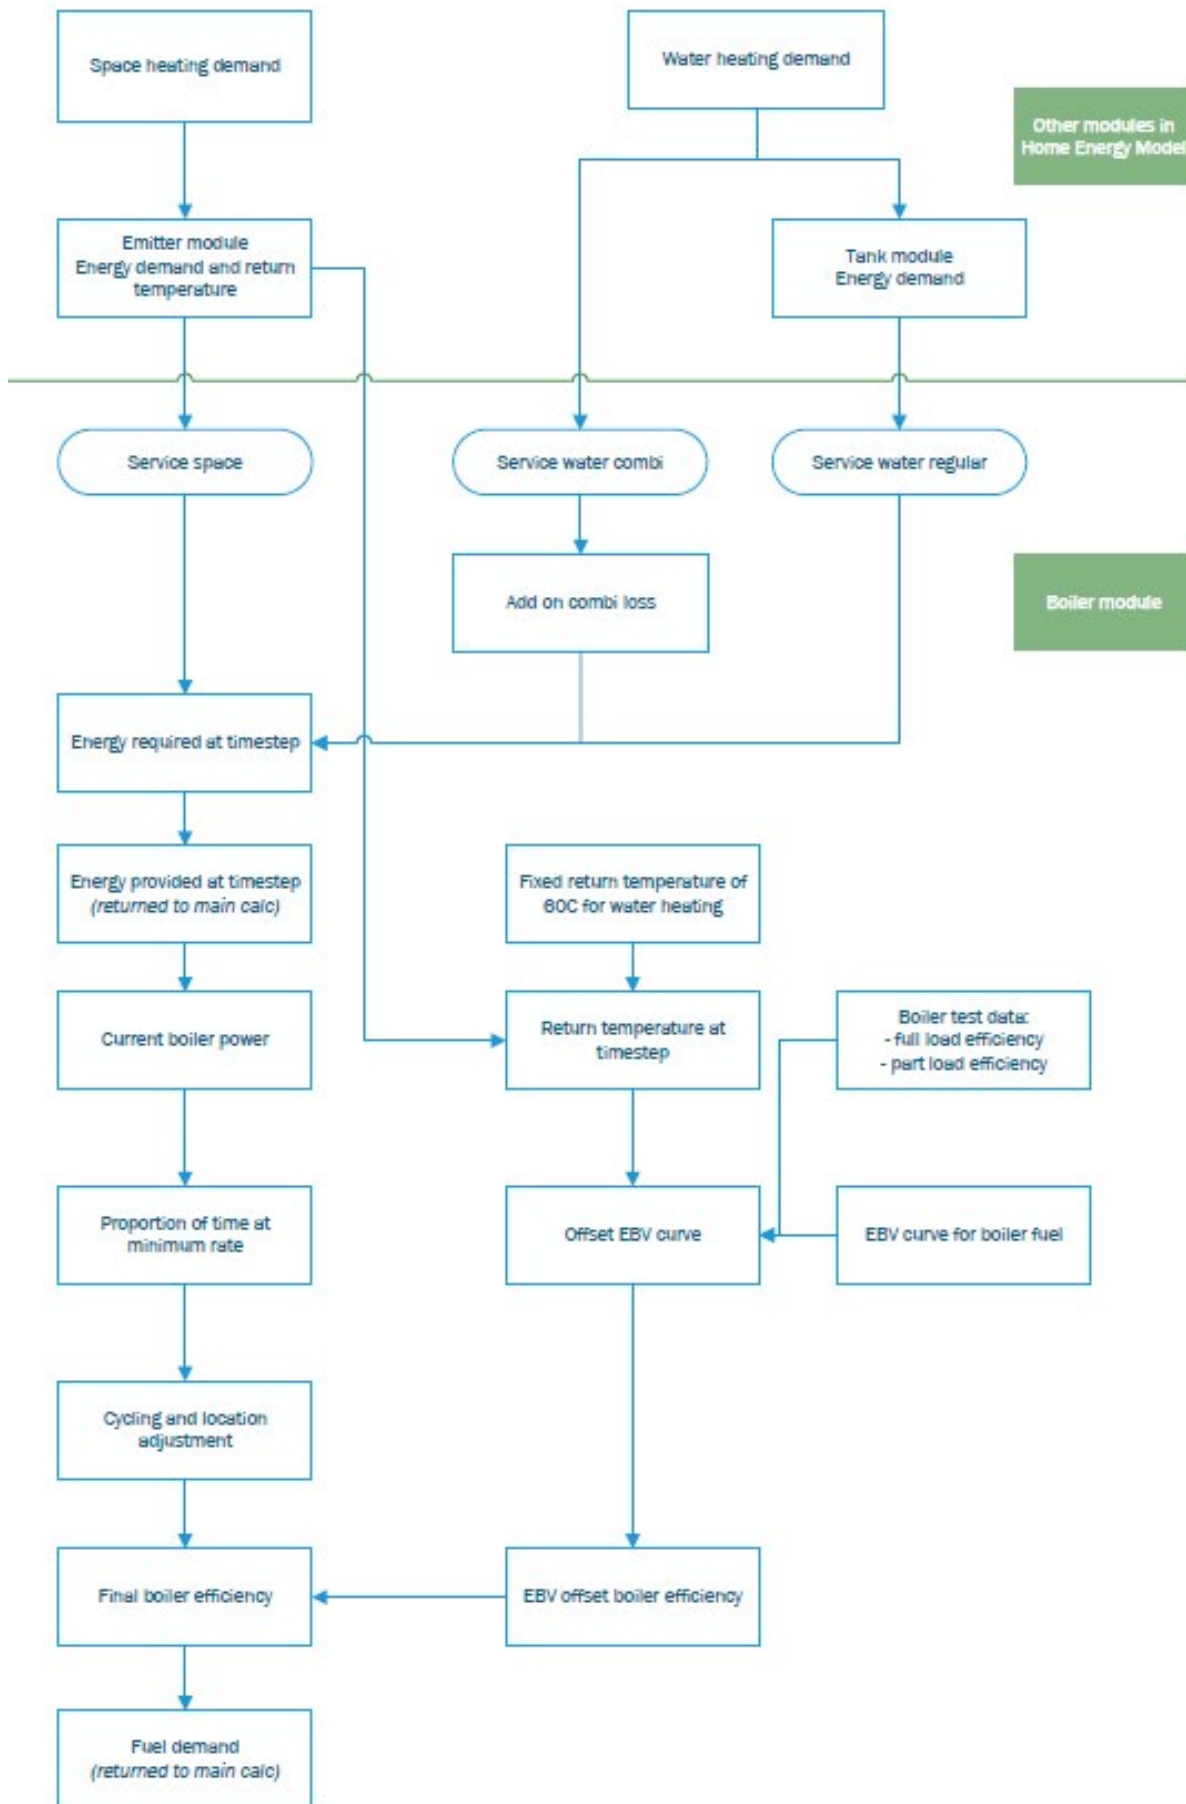 Space heating demand
Water heating demand
Other modules in
Home Energy Model
Emitter module
Energy demand and return
temperature
Tank module
Energy demand
Service space
Service water combi
Service water regular
Add on combi loss
Boiler module
Energy required at timestep
Energy provided at timestep
(returned to main calc)
Fixed return temperature of
60C for water heating
Current boiler power
Return temperature at
timestep
Boiler test data:
- full load efficiency
- part load efficiency
Proportion of time at
minimum rate
Offset EBV curve
EBV curve for boiler fuel
Cycling and location
adjustment
Final boiler efficiency
EBV offset boiler efficiency
Fuel demand
(returned to main calc)